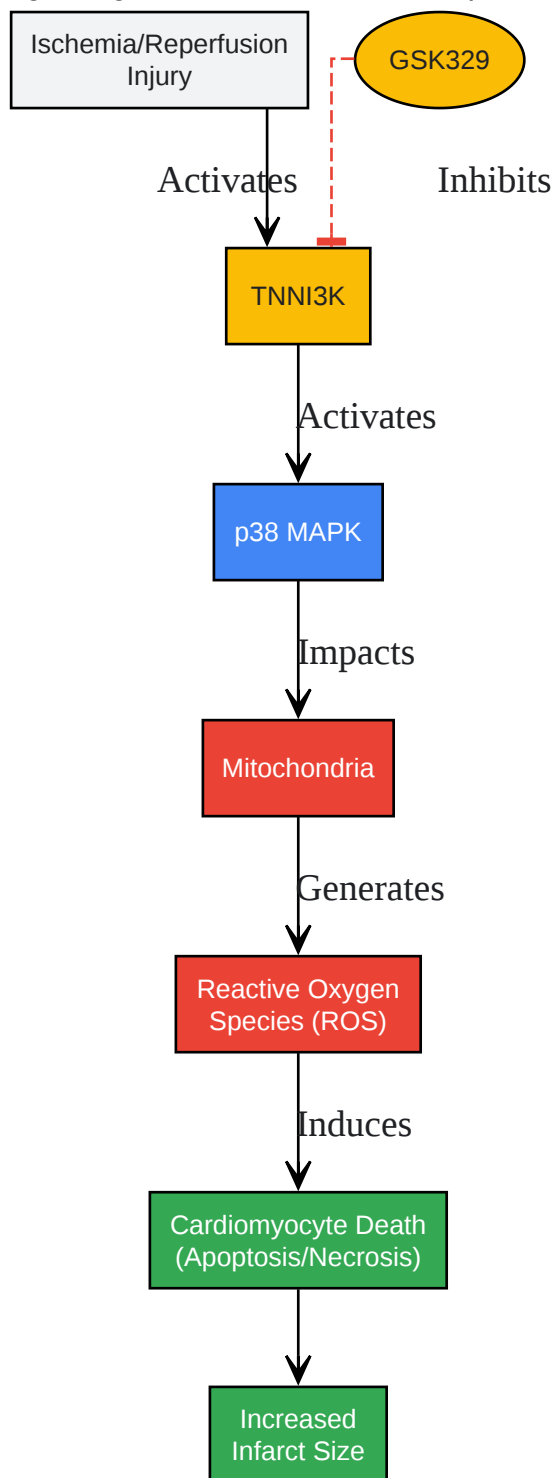 Ischemia/Reperfusion
Injury
GSK329
Activates
Inhibits
TNNI3K
Activates
p38 MAPK
Impacts
Mitochondria
Generates
Reactive Oxygen
Species (ROS)
Induces
Cardiomyocyte Death
(Apoptosis/Necrosis)
Increased
Infarct Size